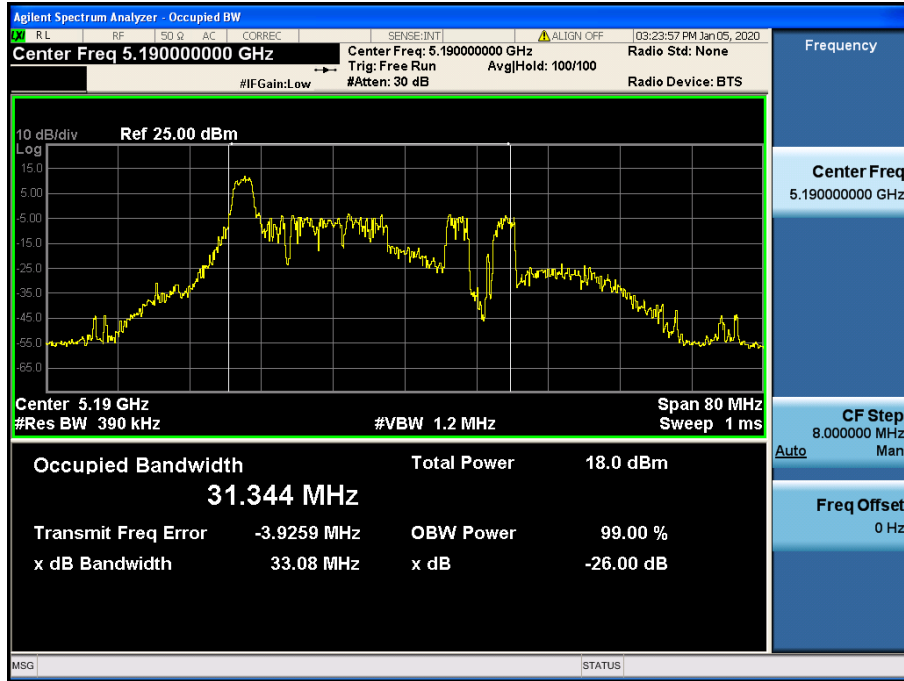 Agilent Spectrum Analyzer - Occupied BW
LXI RL RF 50 Ω AC CORREC SENSE:INT ALIGN OFF 03:23:57 PM Jan 05, 2020
Center Freq 5.190000000 GHz
Center Freq: 5.190000000 GHz
Radio Std: None
Trig: Free Run Avg|Hold: 100/100
#IFGain:Low
#Atten: 30 dB
Radio Device: BTS
10 dB/div Ref 25.00 dBm
Log
15.0
5.00
-5.00
-15.0
-25.0
-35.0
-45.0
-55.0
-65.0
Center 5.19 GHz Span 80 MHz
#Res BW 390 kHz #VBW 1.2 MHz Sweep 1 ms
Occupied Bandwidth Total Power 18.0 dBm
31.344 MHz
Transmit Freq Error -3.9259 MHz OBW Power 99.00 %
x dB Bandwidth 33.08 MHz x dB -26.00 dB
MSG STATUS
Frequency
Center Freq
5.190000000 GHz
CF Step
8.000000 MHz
Auto Man
Freq Offset
0 Hz